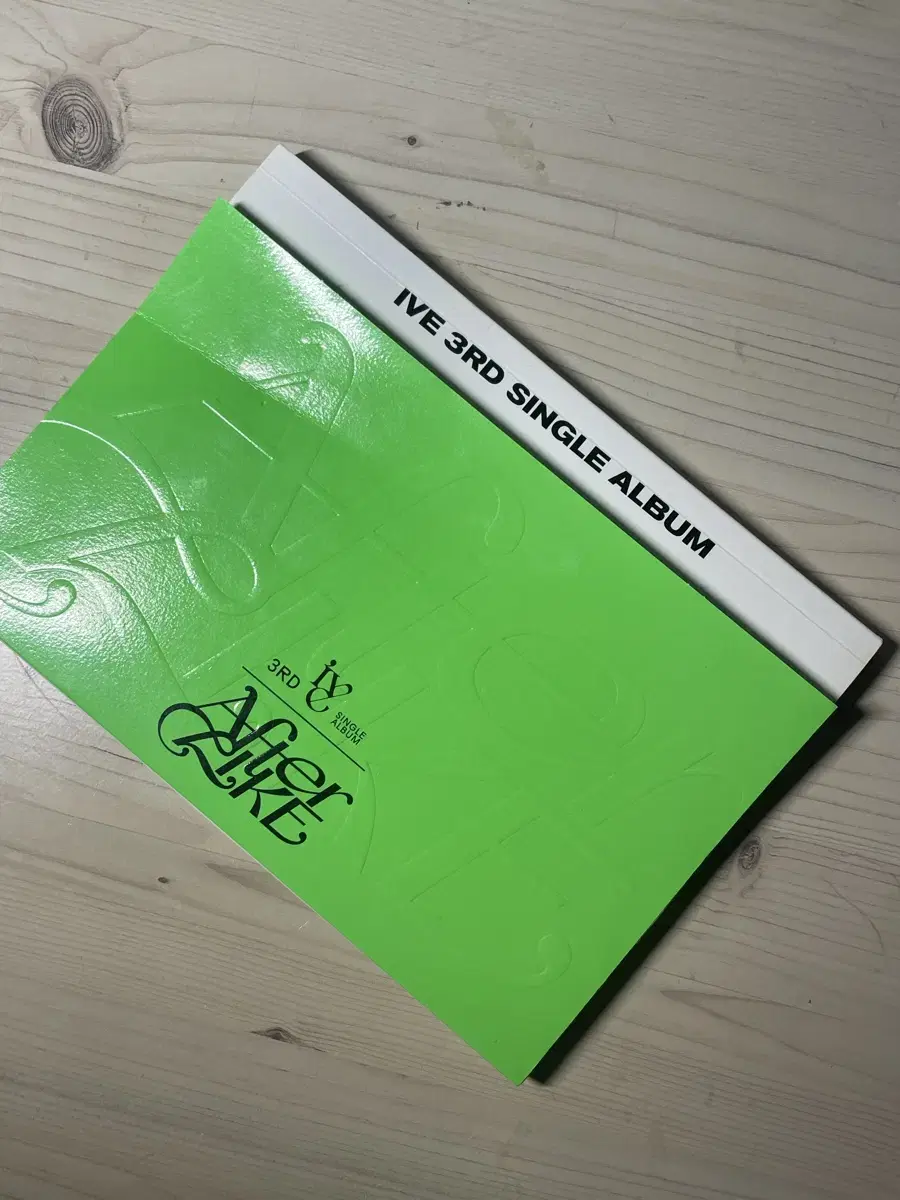 IVE 3RD SINGLE ALBUM
3RD
IVE
SINGLE
ALBUM
After
LIKE